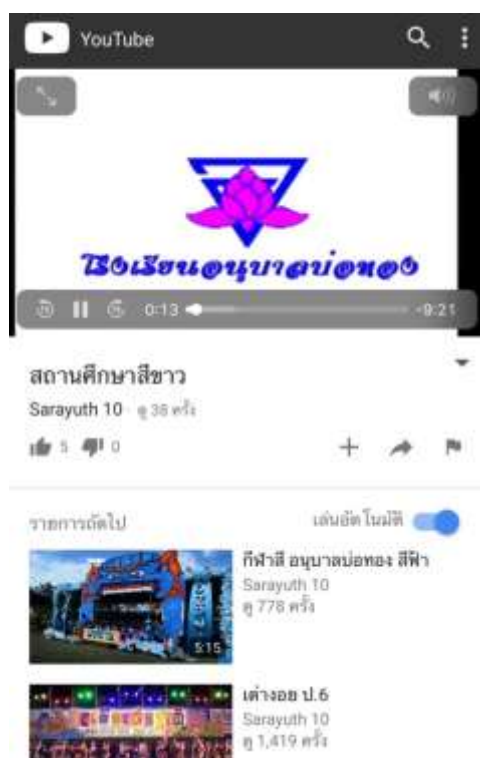 YouTube
โรงเรียนอนุบาลบ่อทอง
0:13
-9:21
สถานศึกษาสีขาว
Sarayuth 10 ดู 38 ครั้ง
5 0
รายการถัดไป
เล่นอัตโนมัติ
กีฬาสี อนุบาลบ่อทอง สีฟ้า
Sarayuth 10
ดู 778 ครั้ง
5:15
เต่างอย ป.6
Sarayuth 10
ดู 1,419 ครั้ง